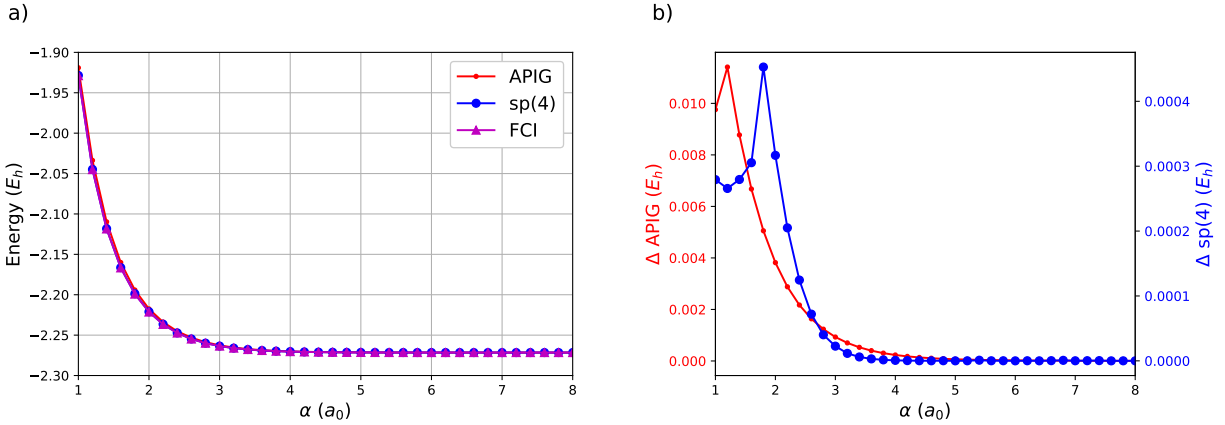 a)
−1.90
−1.95
−2.00
−2.05
−2.10
−2.15
−2.20
−2.25
−2.30
Energy (E_h)
1 2 3 4 5 6 7 8
α (a_0)
APIG
sp(4)
FCI
b)
0.010
0.008
0.006
0.004
0.002
0.000
Δ APIG (E_h)
1 2 3 4 5 6 7 8
α (a_0)
0.0004
0.0003
0.0002
0.0001
0.0000
Δ sp(4) (E_h)